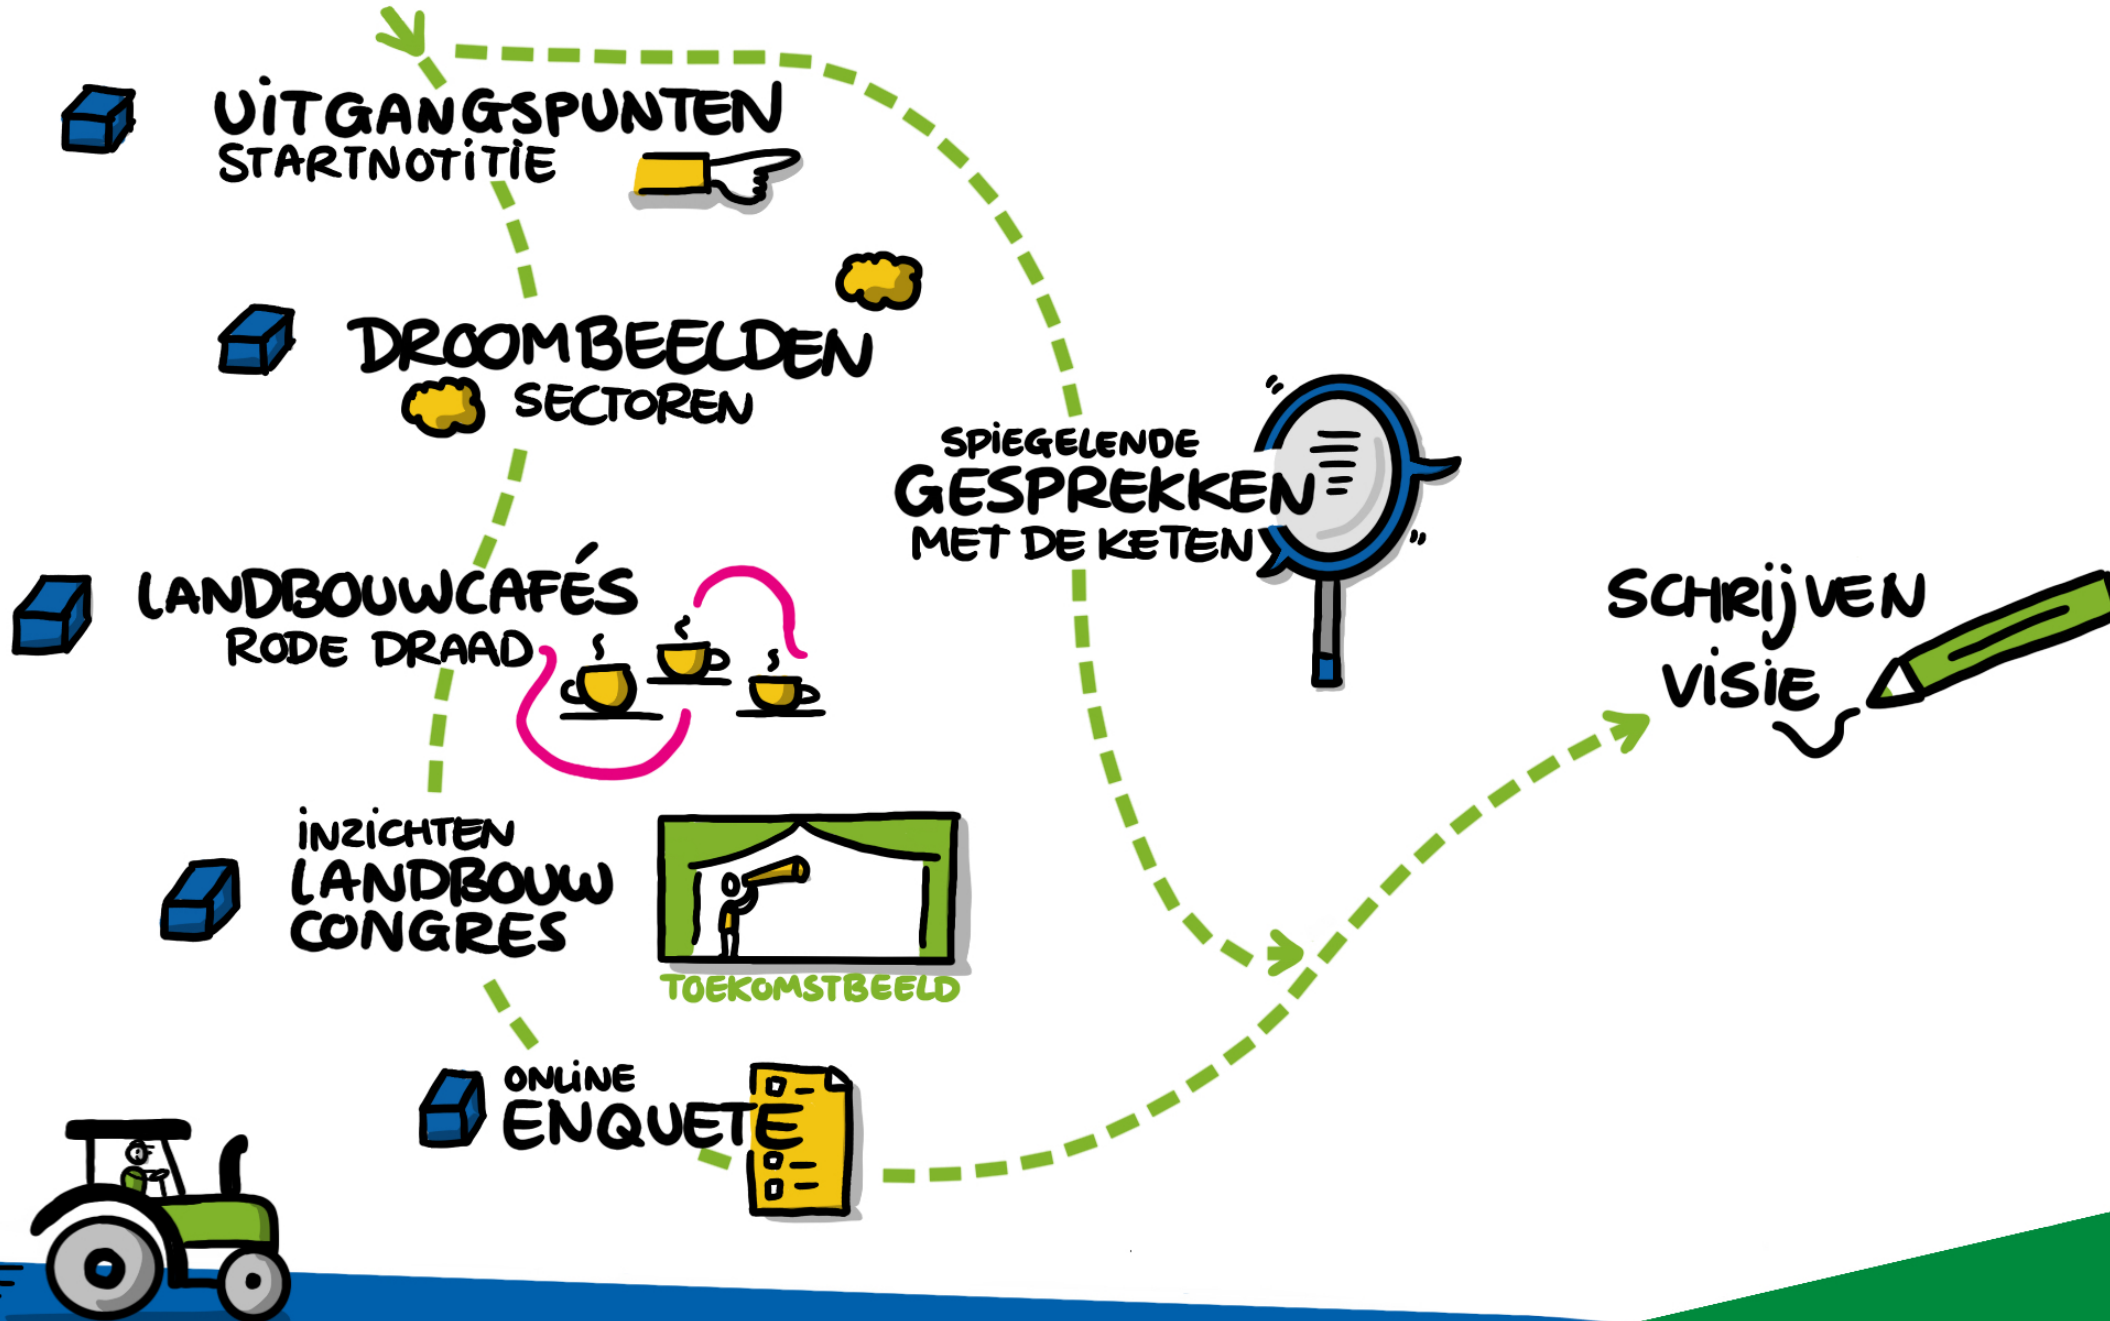 UITGANGSPUNTEN
STARTNOTITIE
DROOMBEELDEN
SECTOREN
LANDBOUWCAFÉS
RODE DRAAD
INZICHTEN
LANDBOUW
CONGRES
TOEKOMSTBEELD
ONLINE
ENQUETE
SPIEGELENDE
GESPREKKEN
MET DE KETEN
SCHRIJVEN
VISIE